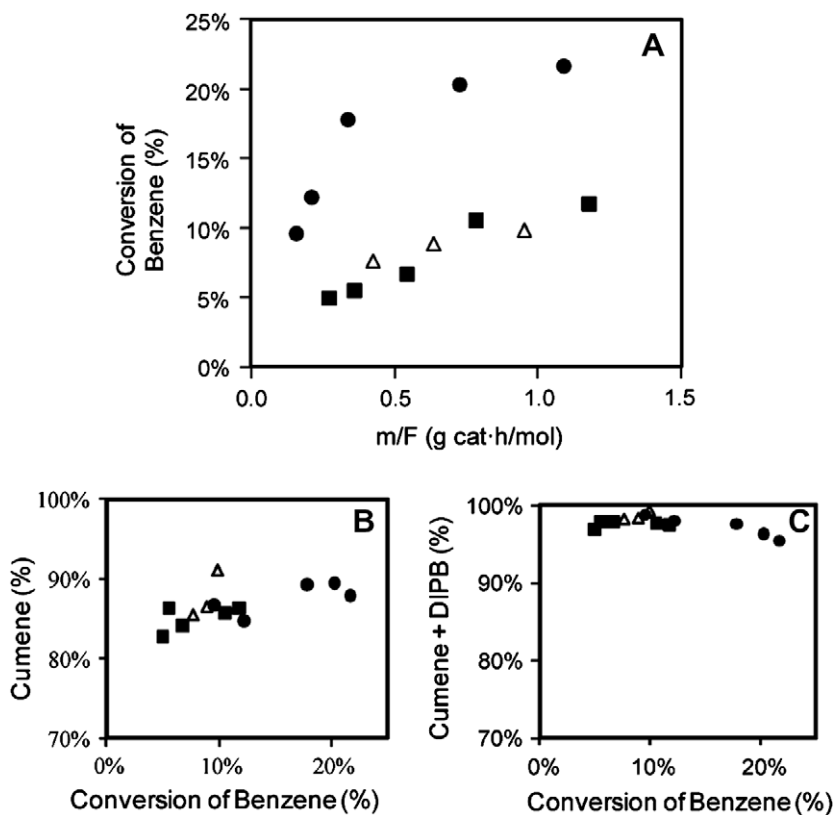 A
25%
20%
15%
10%
5%
0%
Conversion of
Benzene (%)
0.0 0.5 1.0 1.5
m/F (g cat·h/mol)
B
100%
90%
80%
70%
Cumene (%)
0% 10% 20%
Conversion of Benzene (%)
C
100%
90%
80%
70%
Cumene + DIPB (%)
0% 10% 20%
Conversion of Benzene (%)